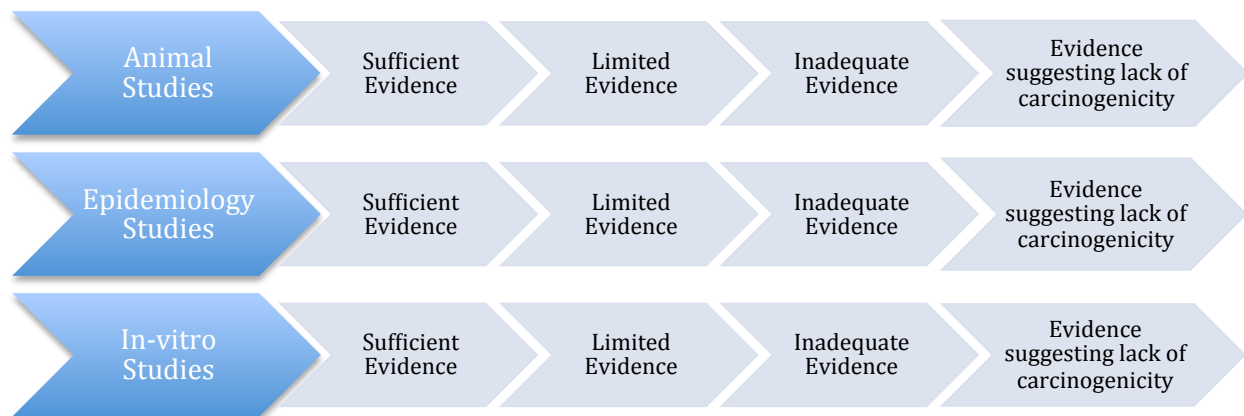 Animal
Studies
Sufficient
Evidence
Limited
Evidence
Inadequate
Evidence
Evidence
suggesting lack of
carcinogenicity
Epidemiology
Studies
Sufficient
Evidence
Limited
Evidence
Inadequate
Evidence
Evidence
suggesting lack of
carcinogenicity
In-vitro
Studies
Sufficient
Evidence
Limited
Evidence
Inadequate
Evidence
Evidence
suggesting lack of
carcinogenicity